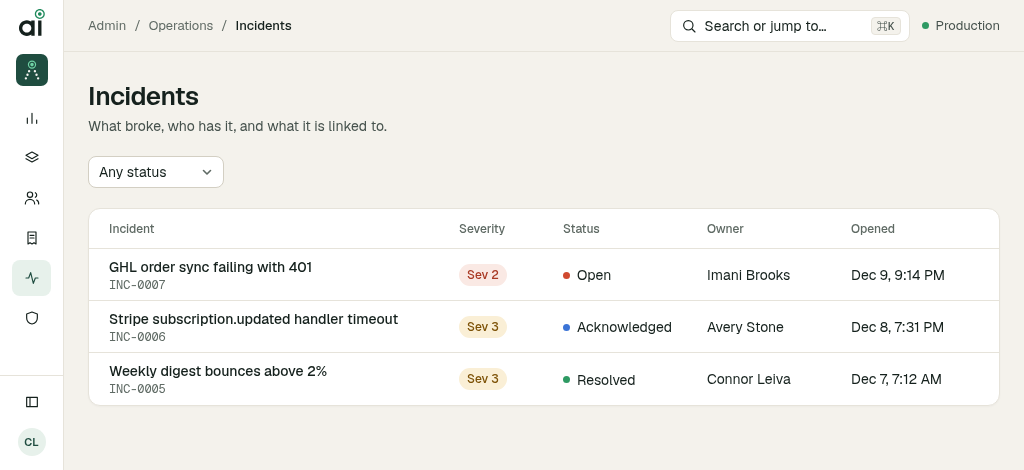 ai
Admin / Operations / Incidents
Search or jump to…
⌘K
Production
Incidents
What broke, who has it, and what it is linked to.
Any status
Incident Severity Status Owner Opened
GHL order sync failing with 401
INC-0007
Sev 2
Open
Imani Brooks
Dec 9, 9:14 PM
Stripe subscription.updated handler timeout
INC-0006
Sev 3
Acknowledged
Avery Stone
Dec 8, 7:31 PM
Weekly digest bounces above 2%
INC-0005
Sev 3
Resolved
Connor Leiva
Dec 7, 7:12 AM
CL